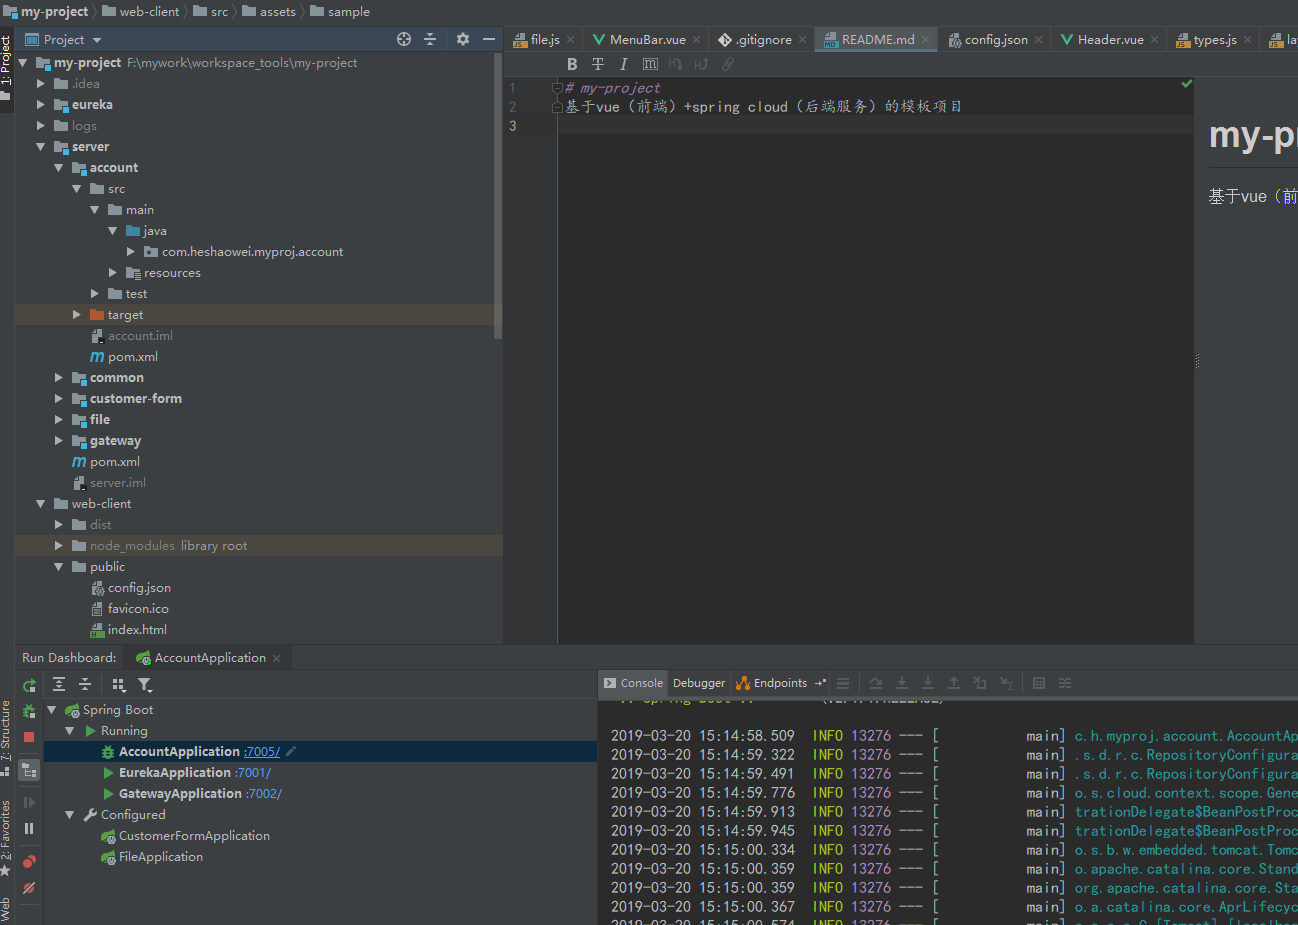 my-project web-client src assets sample
Project
file.js MenuBar.vue .gitignore README.md config.json Header.vue types.js
1: Project
my-project F:\mywork\workspace_tools\my-project
.idea
eureka
logs
server
account
src
main
java
com.heshaowei.myproj.account
resources
test
target
account.iml
pom.xml
common
customer-form
file
gateway
pom.xml
server.iml
web-client
dist
node_modules library root
public
config.json
favicon.ico
index.html
B T I m
1 # my-project
2 基于vue（前端）+spring cloud（后端服务）的模板项目
3
my-p
基于vue（前
Run Dashboard: AccountApplication
Console Debugger Endpoints
7: Structure
2: Favorites
Web
Spring Boot
Running
AccountApplication :7005/
EurekaApplication :7001/
GatewayApplication :7002/
Configured
CustomerFormApplication
FileApplication
2019-03-20 15:14:58.509 INFO 13276 --- [ main] c.h.myproj.account.AccountAp
2019-03-20 15:14:59.322 INFO 13276 --- [ main] .s.d.r.c.RepositoryConfigura
2019-03-20 15:14:59.491 INFO 13276 --- [ main] .s.d.r.c.RepositoryConfigura
2019-03-20 15:14:59.776 INFO 13276 --- [ main] o.s.cloud.context.scope.Gene
2019-03-20 15:14:59.913 INFO 13276 --- [ main] trationDelegate$BeanPostProc
2019-03-20 15:14:59.945 INFO 13276 --- [ main] trationDelegate$BeanPostProc
2019-03-20 15:15:00.334 INFO 13276 --- [ main] o.s.b.w.embedded.tomcat.Tomc
2019-03-20 15:15:00.359 INFO 13276 --- [ main] o.apache.catalina.core.Stand
2019-03-20 15:15:00.359 INFO 13276 --- [ main] org.apache.catalina.core.Sta
2019-03-20 15:15:00.367 INFO 13276 --- [ main] o.a.catalina.core.AprLifecyc